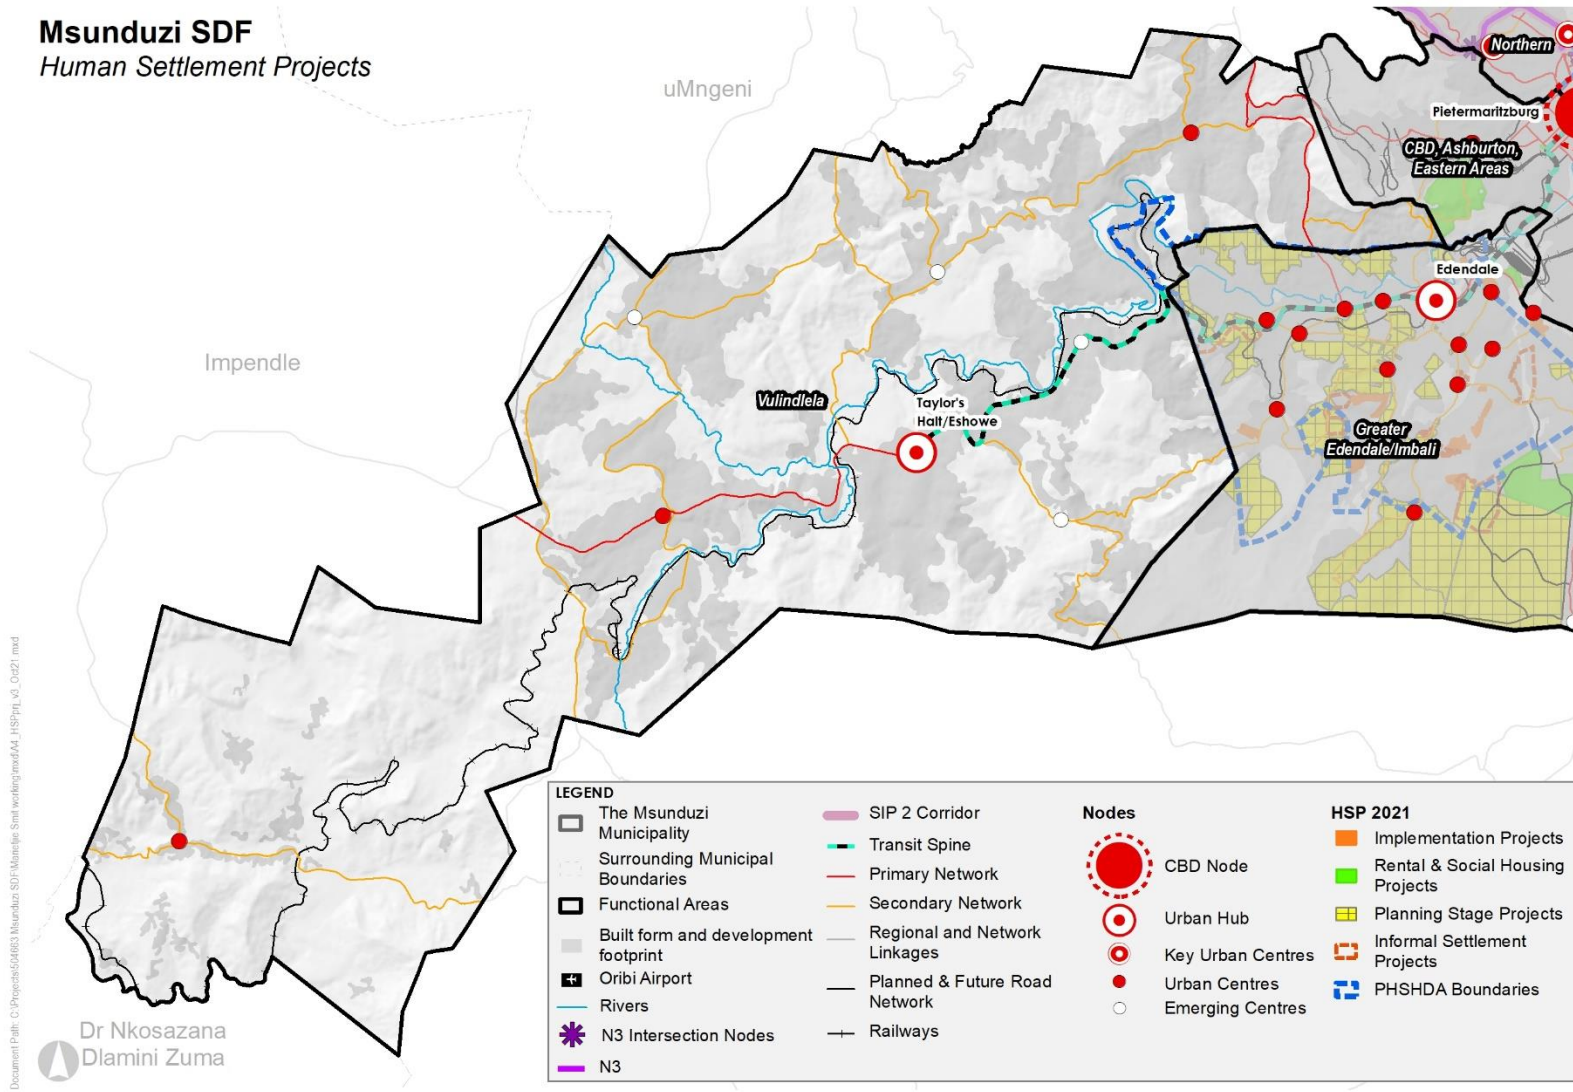 Msunduzi SDF
Human Settlement Projects
uMngeni
Northern
Pietermaritzburg
CBD, Ashburton,
Eastern Areas
Edendale
Impendle
Vulindlela
Taylor's
Halt/Eshowe
Greater
Edendale/Imbali
Dr Nkosazana
Dlamini Zuma
LEGEND
The Msunduzi
Municipality
Surrounding Municipal
Boundaries
Functional Areas
Built form and development
footprint
Oribi Airport
Rivers
N3 Intersection Nodes
N3
SIP 2 Corridor
Transit Spine
Primary Network
Secondary Network
Regional and Network
Linkages
Planned & Future Road
Network
Railways
Nodes
CBD Node
Urban Hub
Key Urban Centres
Urban Centres
Emerging Centres
HSP 2021
Implementation Projects
Rental & Social Housing
Projects
Planning Stage Projects
Informal Settlement
Projects
PHSHDA Boundaries